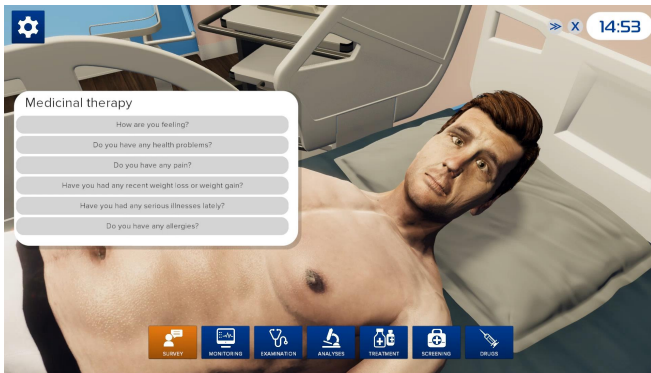 X 14:53
Medicinal therapy
How are you feeling?
Do you have any health problems?
Do you have any pain?
Have you had any recent weight loss or weight gain?
Have you had any serious illnesses lately?
Do you have any allergies?
SURVEY MONITORING EXAMINATION ANALYSES TREATMENT SCREENING DRUGS